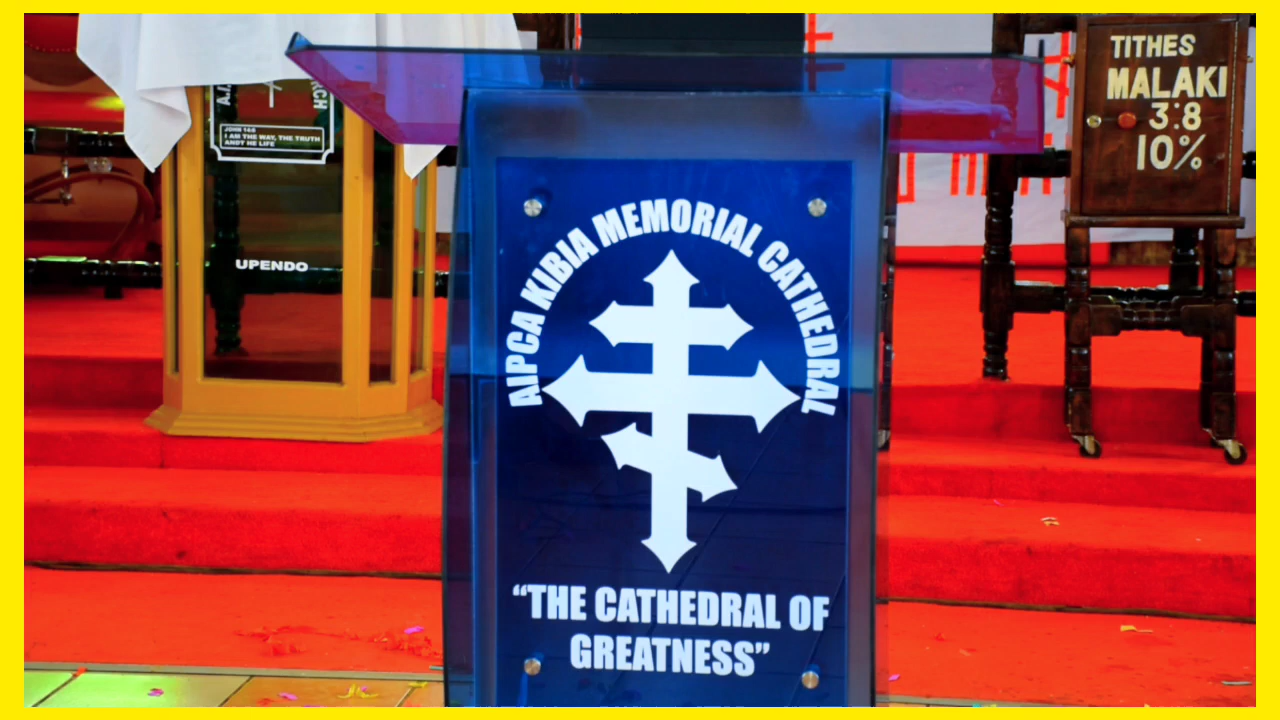 JOHN 14:6
I AM THE WAY, THE TRUTH
ANDT HE LIFE
UPENDO
AIPCA KIBIA MEMORIAL CATHEDRAL
“THE CATHEDRAL OF
GREATNESS”
TITHES
MALAKI
3:8
10%